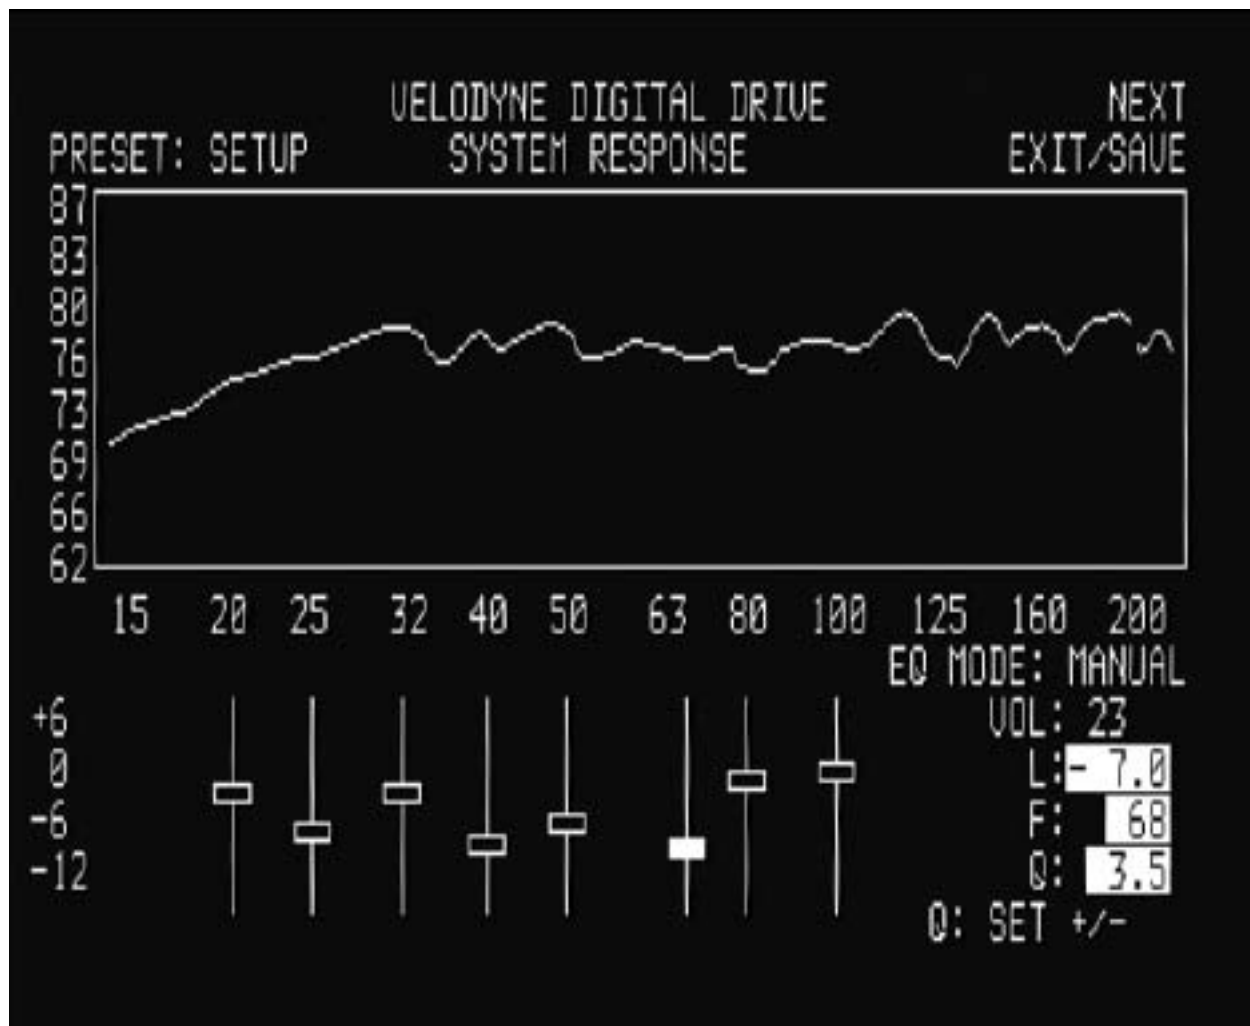 VELODYNE DIGITAL DRIVE NEXT
PRESET: SETUP SYSTEM RESPONSE EXIT/SAVE
87
83
80
76
73
69
66
62
15 20 25 32 40 50 63 80 100 125 160 200
EQ MODE: MANUAL
+6 VOL: 23
0 L:- 7.0
-6 F: 68
-12 Q: 3.5
Q: SET +/-